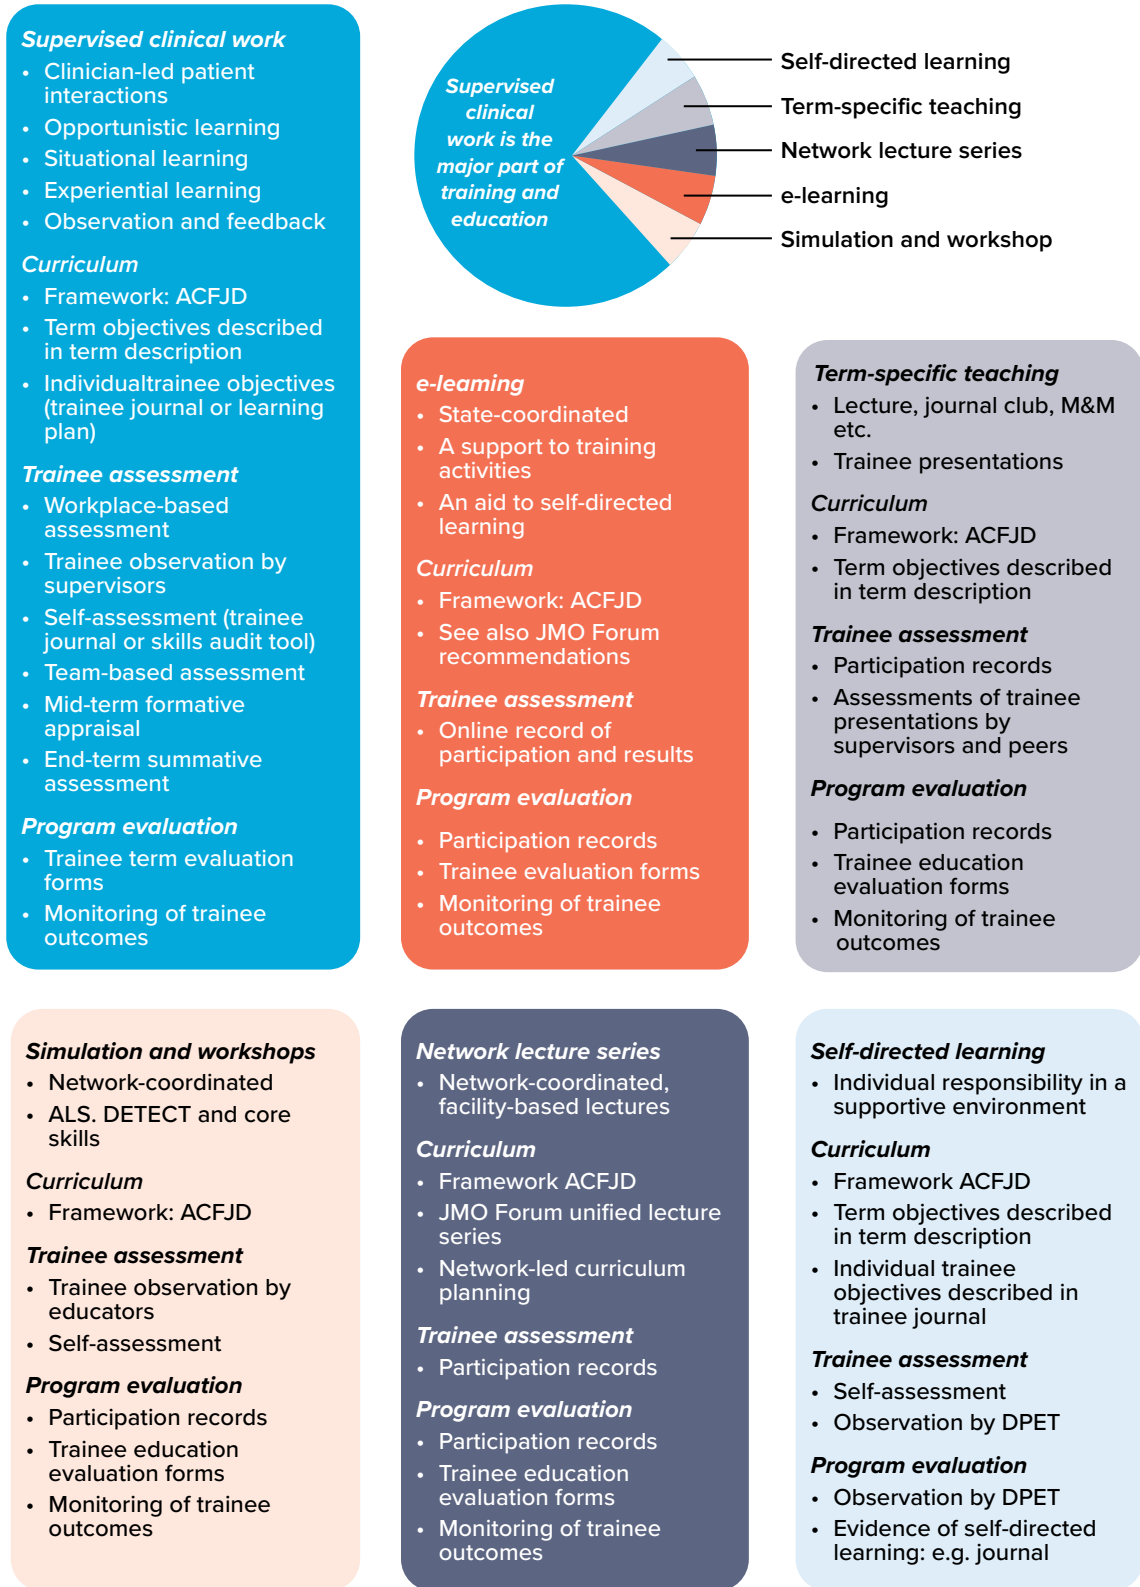 Supervised clinical work
• Clinician-led patient
interactions
• Opportunistic learning
• Situational learning
• Experiential learning
• Observation and feedback
Curriculum
• Framework: ACFJD
• Term objectives described
in term description
• Individualtrainee objectives
(trainee journal or learning
plan)
Trainee assessment
• Workplace-based
assessment
• Trainee observation by
supervisors
• Self-assessment (trainee
journal or skills audit tool)
• Team-based assessment
• Mid-term formative
appraisal
• End-term summative
assessment
Program evaluation
• Trainee term evaluation
forms
• Monitoring of trainee
outcomes
Supervised
clinical
work is the
major part of
training and
education
Self-directed learning
Term-specific teaching
Network lecture series
e-learning
Simulation and workshop
e-leaming
• State-coordinated
• A support to training
activities
• An aid to self-directed
learning
Curriculum
• Framework: ACFJD
• See also JMO Forum
recommendations
Trainee assessment
• Online record of
participation and results
Program evaluation
• Participation records
• Trainee evaluation forms
• Monitoring of trainee
outcomes
Term-specific teaching
• Lecture, journal club, M&M
etc.
• Trainee presentations
Curriculum
• Framework: ACFJD
• Term objectives described
in term description
Trainee assessment
• Participation records
• Assessments of trainee
presentations by
supervisors and peers
Program evaluation
• Participation records
• Trainee education
evaluation forms
• Monitoring of trainee
outcomes
Simulation and workshops
• Network-coordinated
• ALS. DETECT and core
skills
Curriculum
• Framework: ACFJD
Trainee assessment
• Trainee observation by
educators
• Self-assessment
Program evaluation
• Participation records
• Trainee education
evaluation forms
• Monitoring of trainee
outcomes
Network lecture series
• Network-coordinated,
facility-based lectures
Curriculum
• Framework ACFJD
• JMO Forum unified lecture
series
• Network-led curriculum
planning
Trainee assessment
• Participation records
Program evaluation
• Participation records
• Trainee education
evaluation forms
• Monitoring of trainee
outcomes
Self-directed learning
• Individual responsibility in a
supportive environment
Curriculum
• Framework ACFJD
• Term objectives described
in term description
• Individual trainee
objectives described in
trainee journal
Trainee assessment
• Self-assessment
• Observation by DPET
Program evaluation
• Observation by DPET
• Evidence of self-directed
learning: e.g. journal